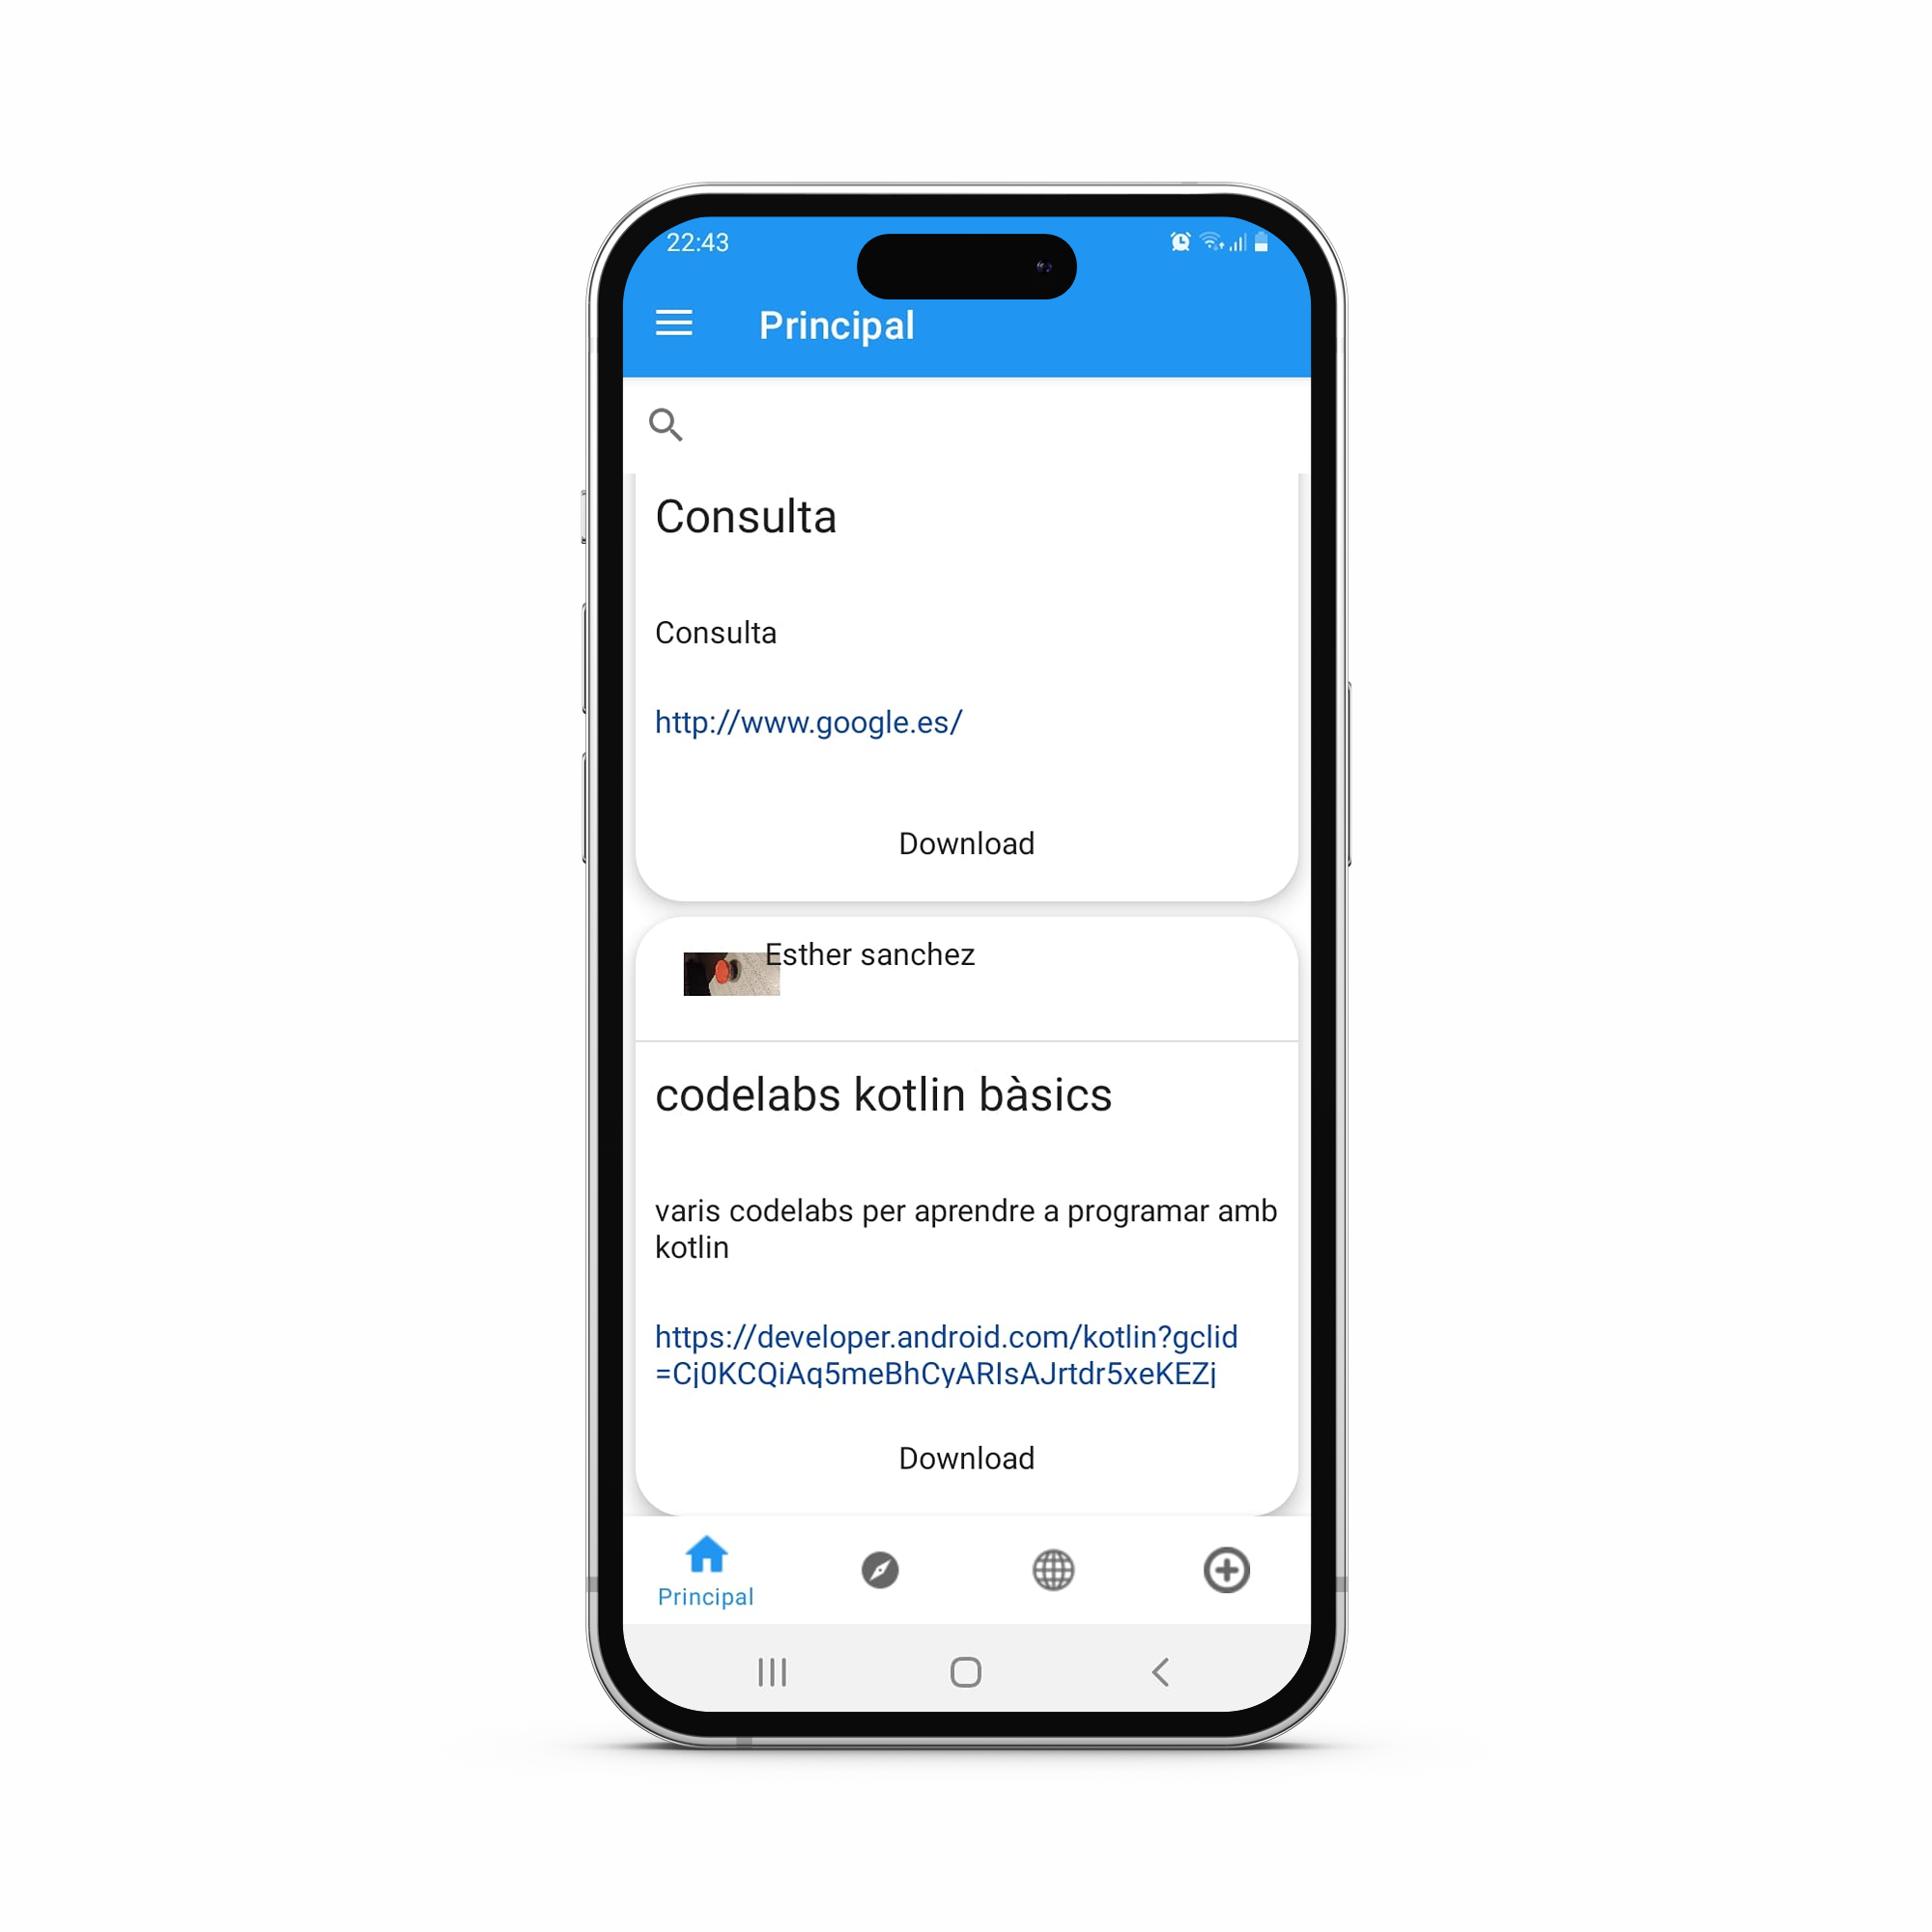 22:43
Principal
Consulta
Consulta
http://www.google.es/
Download
Esther sanchez
codelabs kotlin bàsics
varis codelabs per aprendre a programar amb
kotlin
https://developer.android.com/kotlin?gclid
=Cj0KCQiAq5meBhCyARIsAJrtdr5xeKEZj
Download
Principal